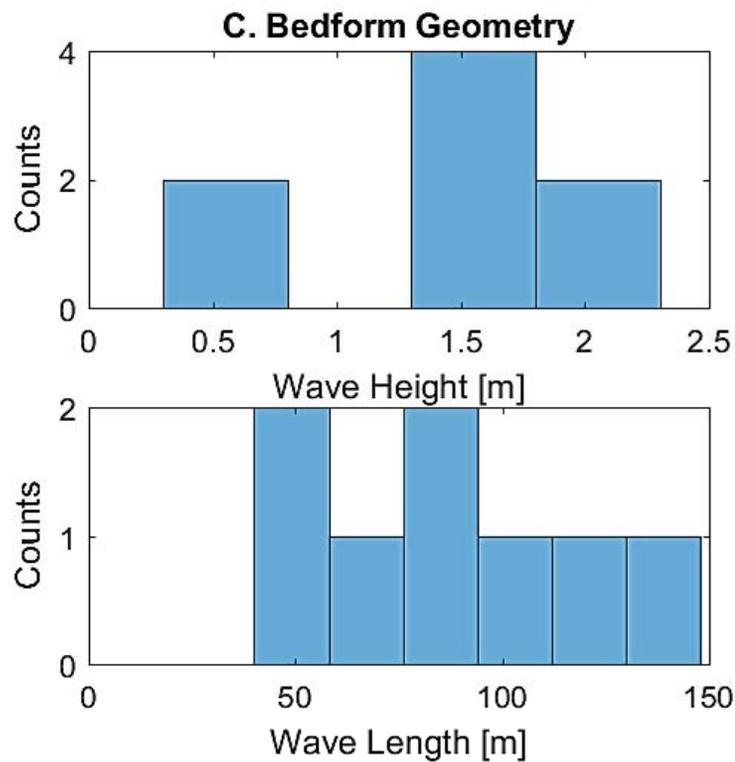 C. Bedform Geometry
4
2
0
Counts
0 0.5 1 1.5 2 2.5
Wave Height [m]
2
1
0
Counts
0 50 100 150
Wave Length [m]